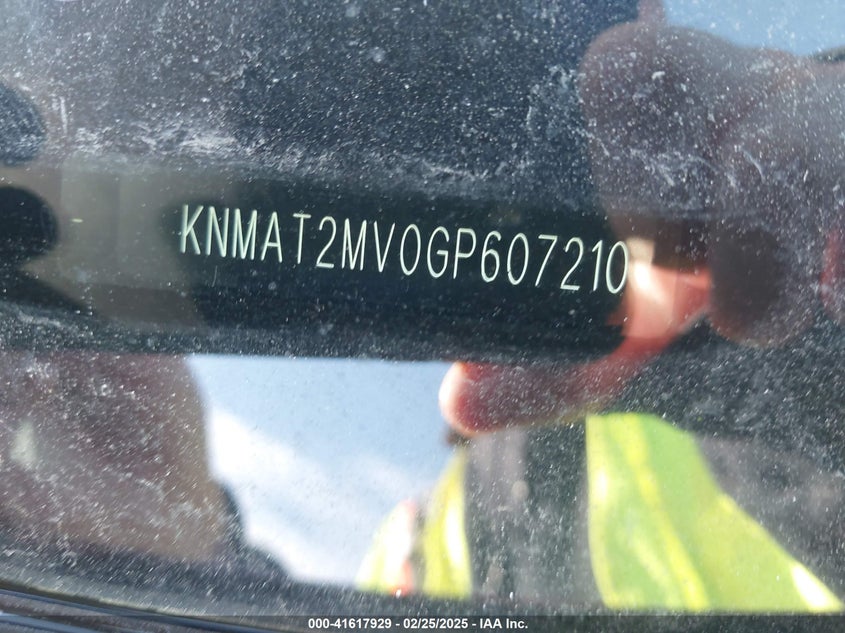 KNMAT2MV0GP607210
000-41617929 - 02/25/2025 - IAA Inc.